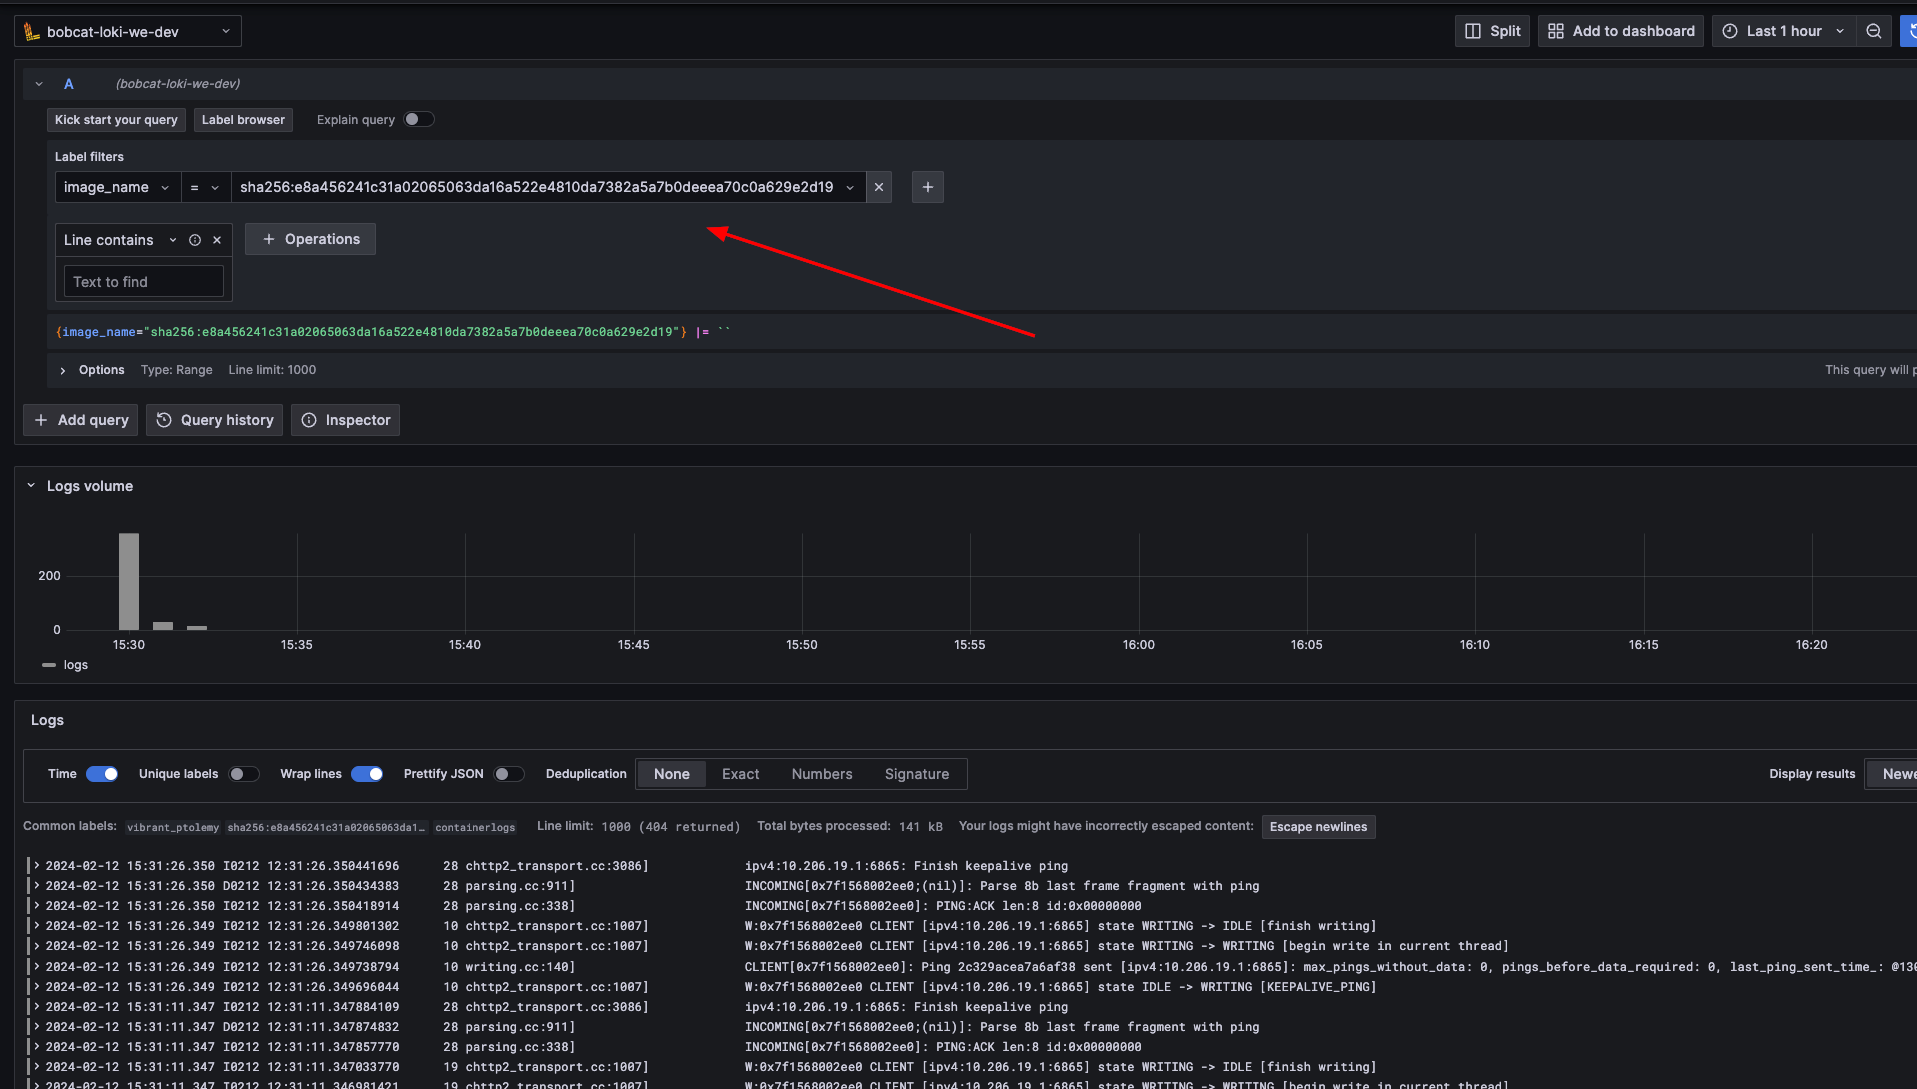 bobcat-loki-we-dev
Split
Add to dashboard
Last 1 hour
A (bobcat-loki-we-dev)
Kick start your query
Label browser
Explain query
Label filters
image_name = sha256:e8a456241c31a02065063da16a522e4810da7382a5a7b0deeea70c0a629e2d19
Line contains
+ Operations
Text to find
{image_name="sha256:e8a456241c31a02065063da16a522e4810da7382a5a7b0deeea70c0a629e2d19"} |= ``
Options Type: Range Line limit: 1000
This query will p
+ Add query
Query history
Inspector
Logs volume
200
0
15:30 15:35 15:40 15:45 15:50 15:55 16:00 16:05 16:10 16:15 16:20
logs
Logs
Time Unique labels Wrap lines Prettify JSON Deduplication None Exact Numbers Signature Display results Newe
Common labels: vibrant_ptolemy sha256:e8a456241c31a02065063da1… containerlogs Line limit: 1000 (404 returned) Total bytes processed: 141 kB Your logs might have incorrectly escaped content: Escape newlines
2024-02-12 15:31:26.350 I0212 12:31:26.350441696 28 chttp2_transport.cc:3086] ipv4:10.206.19.1:6865: Finish keepalive ping
2024-02-12 15:31:26.350 D0212 12:31:26.350434383 28 parsing.cc:911] INCOMING[0x7f1568002ee0;(nil)]: Parse 8b last frame fragment with ping
2024-02-12 15:31:26.350 I0212 12:31:26.350418914 28 parsing.cc:338] INCOMING[0x7f1568002ee0]: PING:ACK len:8 id:0x00000000
2024-02-12 15:31:26.349 I0212 12:31:26.349801302 10 chttp2_transport.cc:1007] W:0x7f1568002ee0 CLIENT [ipv4:10.206.19.1:6865] state WRITING -> IDLE [finish writing]
2024-02-12 15:31:26.349 I0212 12:31:26.349746098 10 chttp2_transport.cc:1007] W:0x7f1568002ee0 CLIENT [ipv4:10.206.19.1:6865] state WRITING -> WRITING [begin write in current thread]
2024-02-12 15:31:26.349 I0212 12:31:26.349738794 10 writing.cc:140] CLIENT[0x7f1568002ee0]: Ping 2c329acea7a6af38 sent [ipv4:10.206.19.1:6865]: max_pings_without_data: 0, pings_before_data_required: 0, last_ping_sent_time_: @130
2024-02-12 15:31:26.349 I0212 12:31:26.349696044 10 chttp2_transport.cc:1007] W:0x7f1568002ee0 CLIENT [ipv4:10.206.19.1:6865] state IDLE -> WRITING [KEEPALIVE_PING]
2024-02-12 15:31:11.347 I0212 12:31:11.347884109 28 chttp2_transport.cc:3086] ipv4:10.206.19.1:6865: Finish keepalive ping
2024-02-12 15:31:11.347 D0212 12:31:11.347874832 28 parsing.cc:911] INCOMING[0x7f1568002ee0;(nil)]: Parse 8b last frame fragment with ping
2024-02-12 15:31:11.347 I0212 12:31:11.347857770 28 parsing.cc:338] INCOMING[0x7f1568002ee0]: PING:ACK len:8 id:0x00000000
2024-02-12 15:31:11.347 I0212 12:31:11.347033770 19 chttp2_transport.cc:1007] W:0x7f1568002ee0 CLIENT [ipv4:10.206.19.1:6865] state WRITING -> IDLE [finish writing]
2024-02-12 15:31:11.346 I0212 12:31:11.346981421 19 chttp2_transport.cc:1007] W:0x7f1568002ee0 CLIENT [ipv4:10.206.19.1:6865] state WRITING -> WRITING [begin write in current thread]